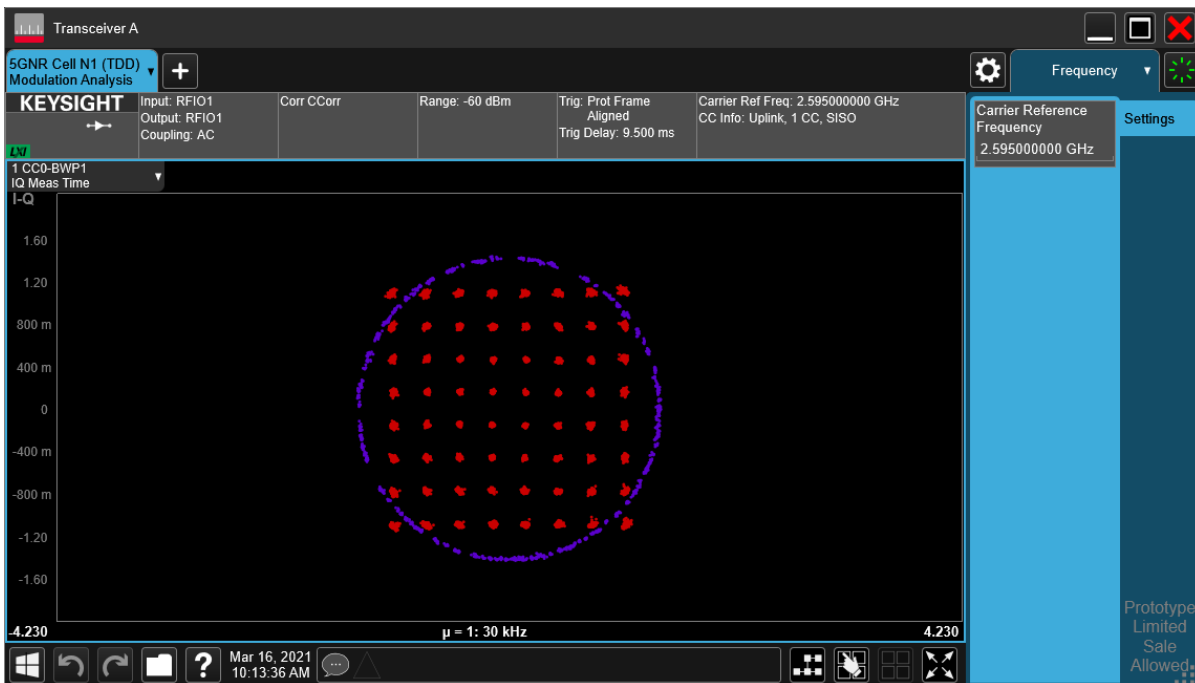 Transceiver A
5GNR Cell N1 (TDD)
Modulation Analysis
Frequency
KEYSIGHT
LXI
Input: RFIO1
Output: RFIO1
Coupling: AC
Corr CCorr
Range: -60 dBm
Trig: Prot Frame
Aligned
Trig Delay: 9.500 ms
Carrier Ref Freq: 2.595000000 GHz
CC Info: Uplink, 1 CC, SISO
Carrier Reference
Frequency
2.595000000 GHz
Settings
1 CC0-BWP1
IQ Meas Time
I-Q
1.60
1.20
800 m
400 m
0
-400 m
-800 m
-1.20
-1.60
-4.230
µ = 1: 30 kHz
4.230
Prototype
Limited
Sale
Allowed
?
Mar 16, 2021
10:13:36 AM